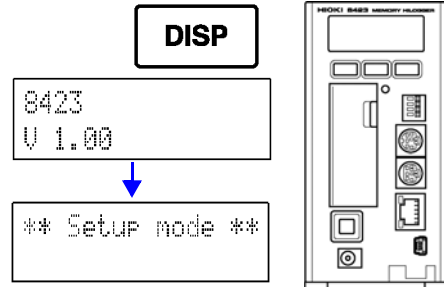 DISP
8423
V 1.00
** Setup mode **
HIOKI 8423 MEMORY HiLOGGER